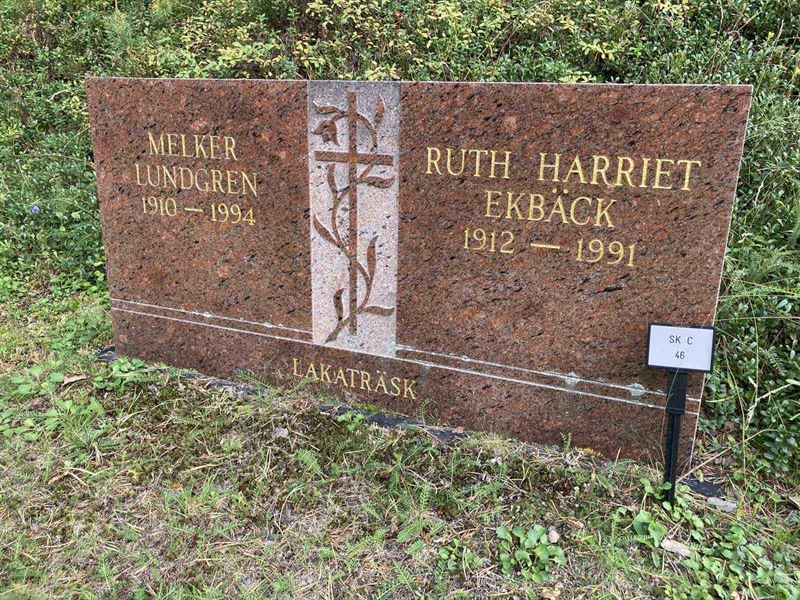 MELKER
LUNDGREN
1910 — 1994
RUTH HARRIET
EKBÄCK
1912 — 1991
LAKATRÄSK
SK C
46